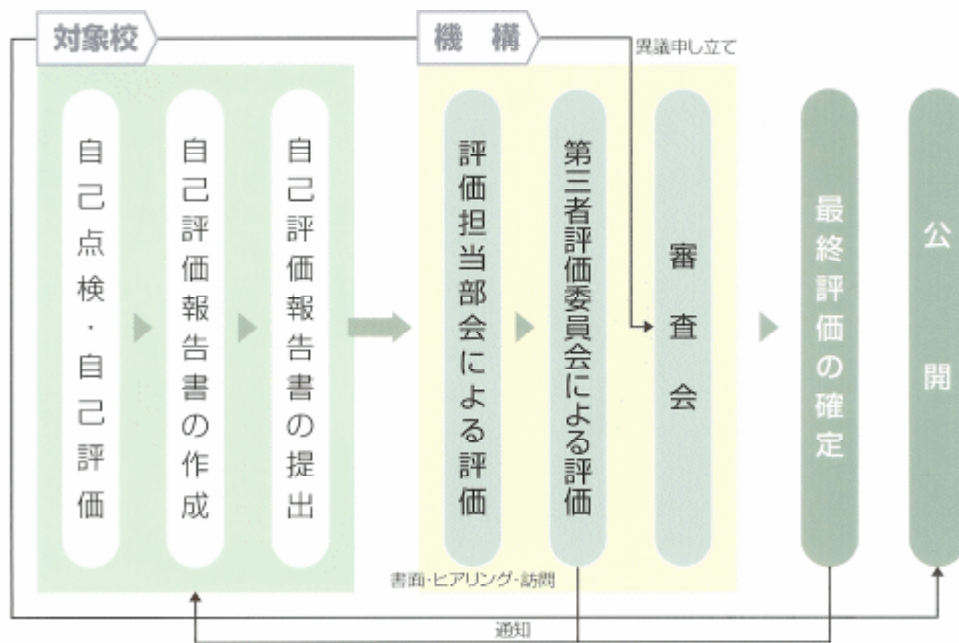 対象校
機 構
異議申し立て
自己点検・自己評価
自己評価報告書の作成
自己評価報告書の提出
評価担当部会による評価
第三者評価委員会による評価
審査会
最終評価の確定
公開
書面・ヒアリング・訪問
通知